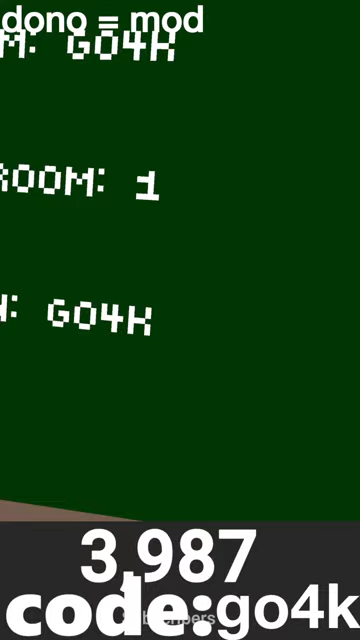 dono = mod
M: GO4K
ROOM: 1
: GO4K
3,987
code:go4k